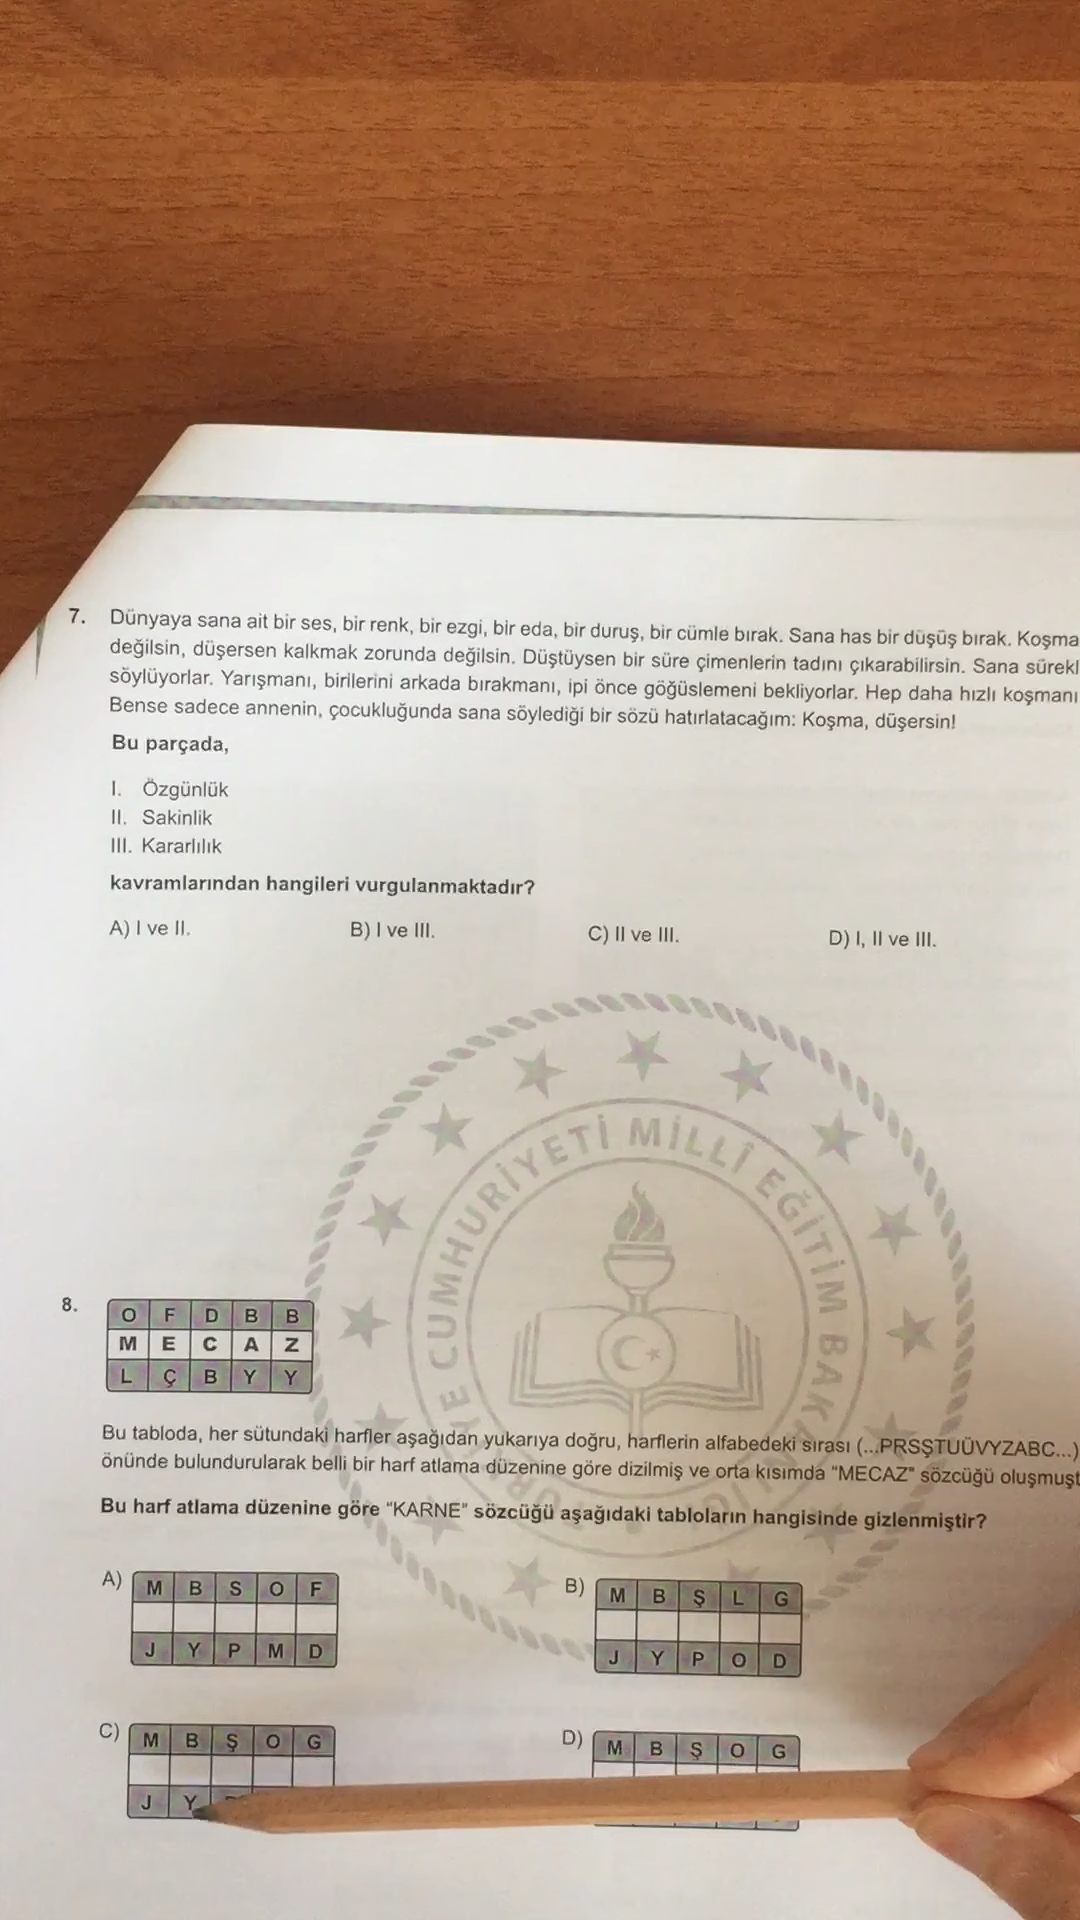 7. Dünyaya sana ait bir ses, bir renk, bir ezgi, bir eda, bir duruş, bir cümle bırak. Sana has bir düşüş bırak. Koşma
değilsin, düşersen kalkmak zorunda değilsin. Düştüysen bir süre çimenlerin tadını çıkarabilirsin. Sana sürekl
söylüyorlar. Yarışmanı, birilerini arkada bırakmanı, ipi önce göğüslemeni bekliyorlar. Hep daha hızlı koşmanı
Bense sadece annenin, çocukluğunda sana söylediği bir sözü hatırlatacağım: Koşma, düşersin!
Bu parçada,
I. Özgünlük
II. Sakinlik
III. Kararlılık
kavramlarından hangileri vurgulanmaktadır?
A) I ve II. B) I ve III. C) II ve III. D) I, II ve III.
CUMHURİYETİ MİLLÎ EĞİTİM
8.
O F D B B
M E C A Z
L Ç B Y Y
Bu tabloda, her sütundaki harfler aşağıdan yukarıya doğru, harflerin alfabedeki sırası (...PRSŞTUÜVYZABC...)
önünde bulundurularak belli bir harf atlama düzenine göre dizilmiş ve orta kısımda "MECAZ" sözcüğü oluşmuşt
Bu harf atlama düzenine göre "KARNE" sözcüğü aşağıdaki tabloların hangisinde gizlenmiştir?
A)
M B S O F
J Y P M D
B)
M B Ş L G
J Y P O D
C)
M B Ş O G
J Y
D)
M B Ş O G